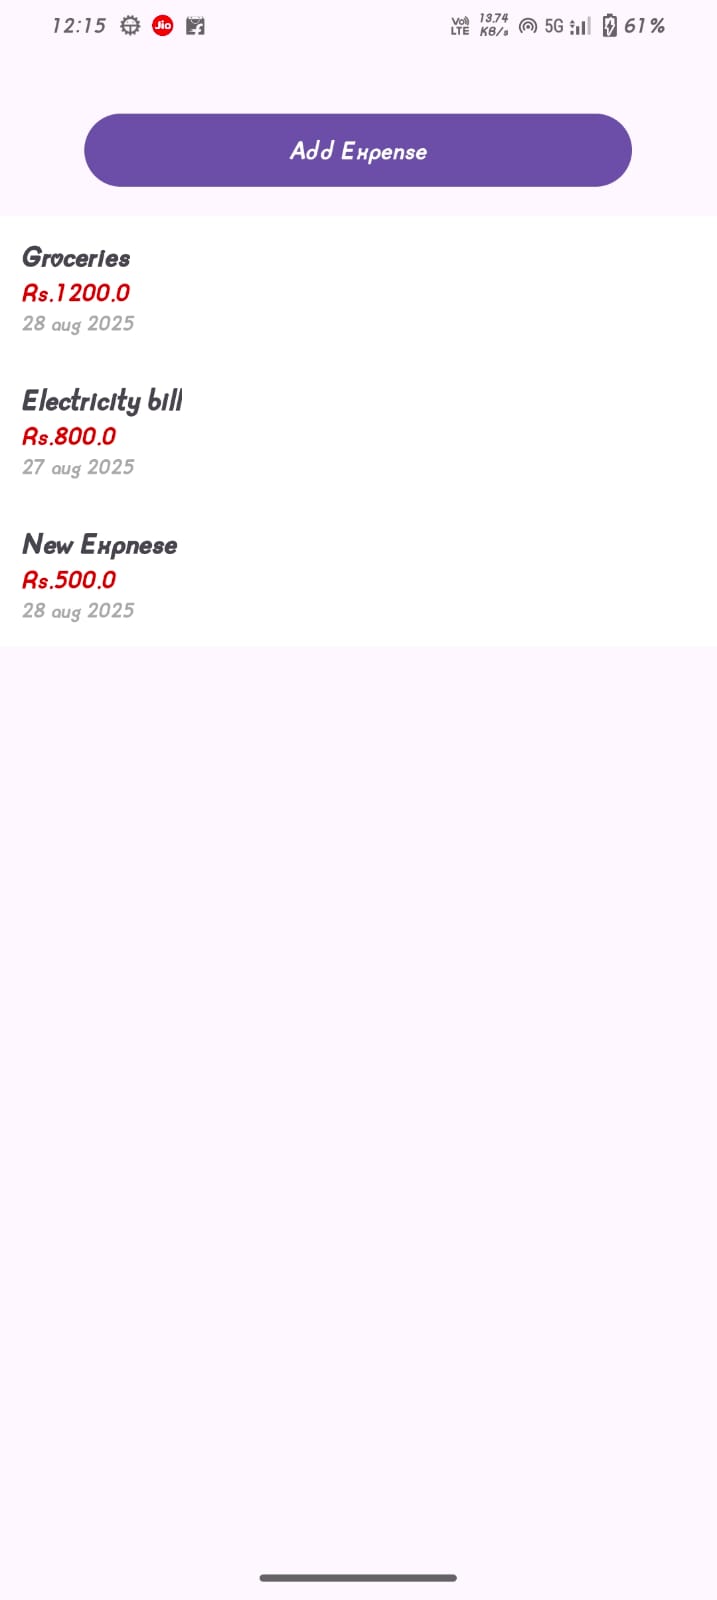 12:15 Jio Vol) LTE 13.74 KB/s 5G 61%
Add Expense
Groceries
Rs.1200.0
28 aug 2025
Electricity bill
Rs.800.0
27 aug 2025
New Expnese
Rs.500.0
28 aug 2025